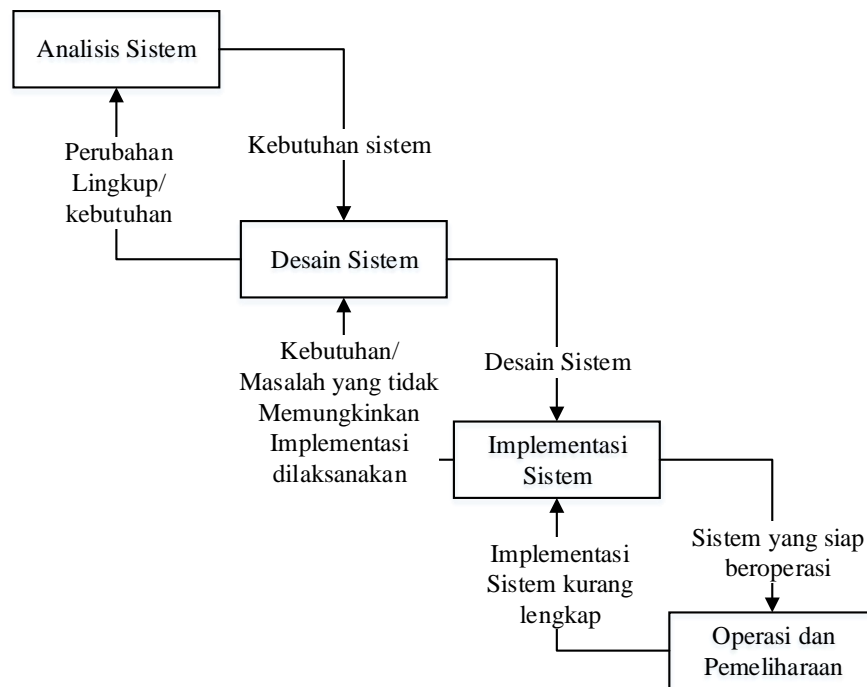 Analisis Sistem
Perubahan
Lingkup/
kebutuhan
Kebutuhan sistem
Desain Sistem
Kebutuhan/
Masalah yang tidak
Memungkinkan
Implementasi
dilaksanakan
Desain Sistem
Implementasi
Sistem
Implementasi
Sistem kurang
lengkap
Sistem yang siap
beroperasi
Operasi dan
Pemeliharaan